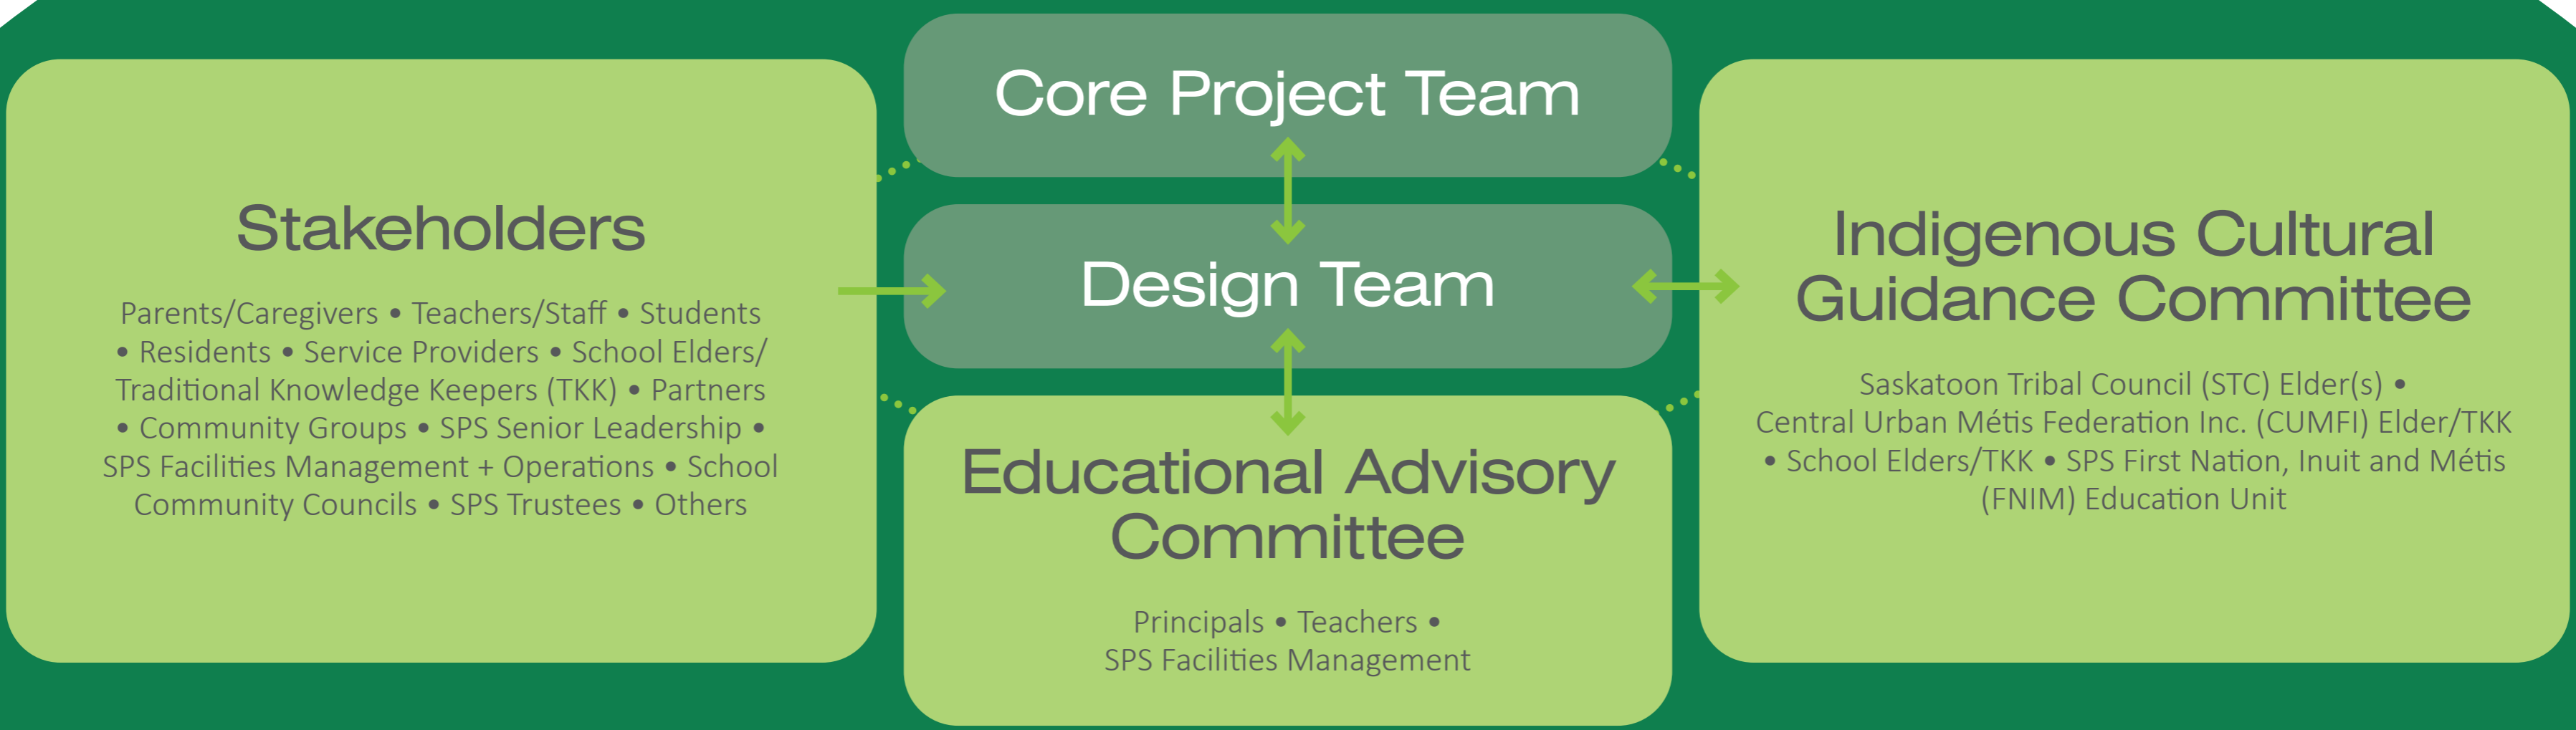 Core Project Team
Stakeholders
Parents/Caregivers • Teachers/Staff • Students
• Residents • Service Providers • School Elders/
Traditional Knowledge Keepers (TKK) • Partners
• Community Groups • SPS Senior Leadership •
SPS Facilities Management + Operations • School
Community Councils • SPS Trustees • Others
Design Team
Educational Advisory
Committee
Principals • Teachers •
SPS Facilities Management
Indigenous Cultural
Guidance Committee
Saskatoon Tribal Council (STC) Elder(s) •
Central Urban Métis Federation Inc. (CUMFI) Elder/TKK
• School Elders/TKK • SPS First Nation, Inuit and Métis
(FNIM) Education Unit